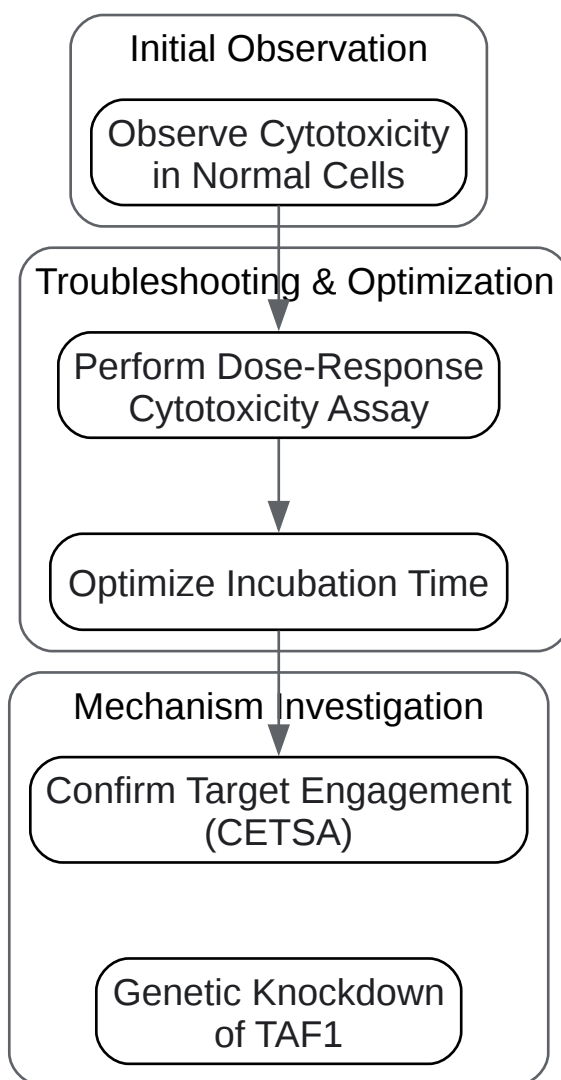 Initial Observation
Observe Cytotoxicity
in Normal Cells
Troubleshooting & Optimization
Perform Dose-Response
Cytotoxicity Assay
Optimize Incubation Time
Mechanism Investigation
Confirm Target Engagement
(CETSA)
Genetic Knockdown
of TAF1